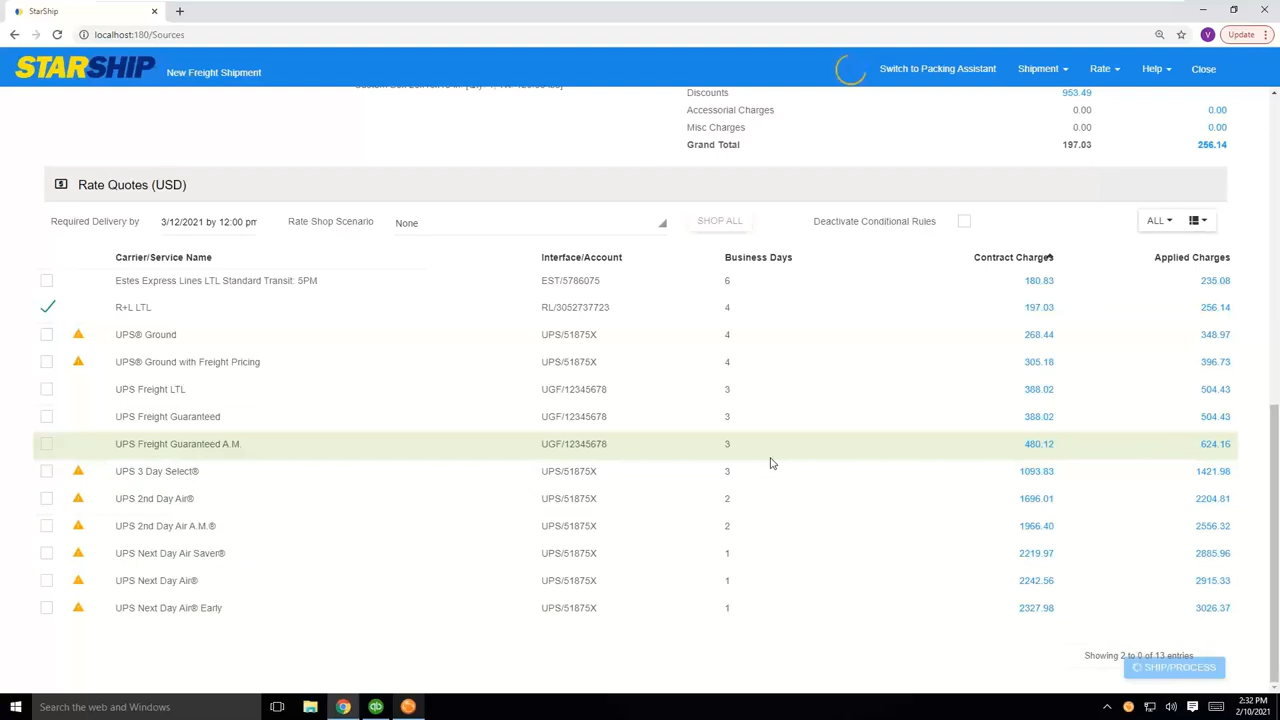 StarShip
localhost:180/Sources
Update
STARSHIP New Freight Shipment Switch to Packing Assistant Shipment Rate Help Close
Discounts 953.49
Accessorial Charges 0.00 0.00
Misc Charges 0.00 0.00
Grand Total 197.03 256.14
Rate Quotes (USD)
Required Delivery by 3/12/2021 by 12:00 pm Rate Shop Scenario None SHOP ALL Deactivate Conditional Rules ALL
Carrier/Service Name Interface/Account Business Days Contract Charges Applied Charges
Estes Express Lines LTL Standard Transit: 5PM EST/5786075 6 180.83 235.08
R+L LTL RL/3052737723 4 197.03 256.14
UPS® Ground UPS/51875X 4 268.44 348.97
UPS® Ground with Freight Pricing UPS/51875X 4 305.18 396.73
UPS Freight LTL UGF/12345678 3 388.02 504.43
UPS Freight Guaranteed UGF/12345678 3 388.02 504.43
UPS Freight Guaranteed A.M. UGF/12345678 3 480.12 624.16
UPS 3 Day Select® UPS/51875X 3 1093.83 1421.98
UPS 2nd Day Air® UPS/51875X 2 1696.01 2204.81
UPS 2nd Day Air A.M.® UPS/51875X 2 1966.40 2556.32
UPS Next Day Air Saver® UPS/51875X 1 2219.97 2885.96
UPS Next Day Air® UPS/51875X 1 2242.56 2915.33
UPS Next Day Air® Early UPS/51875X 1 2327.98 3026.37
Showing 2 to 0 of 13 entries
SHIP/PROCESS
Search the web and Windows
2:32 PM
2/10/2021